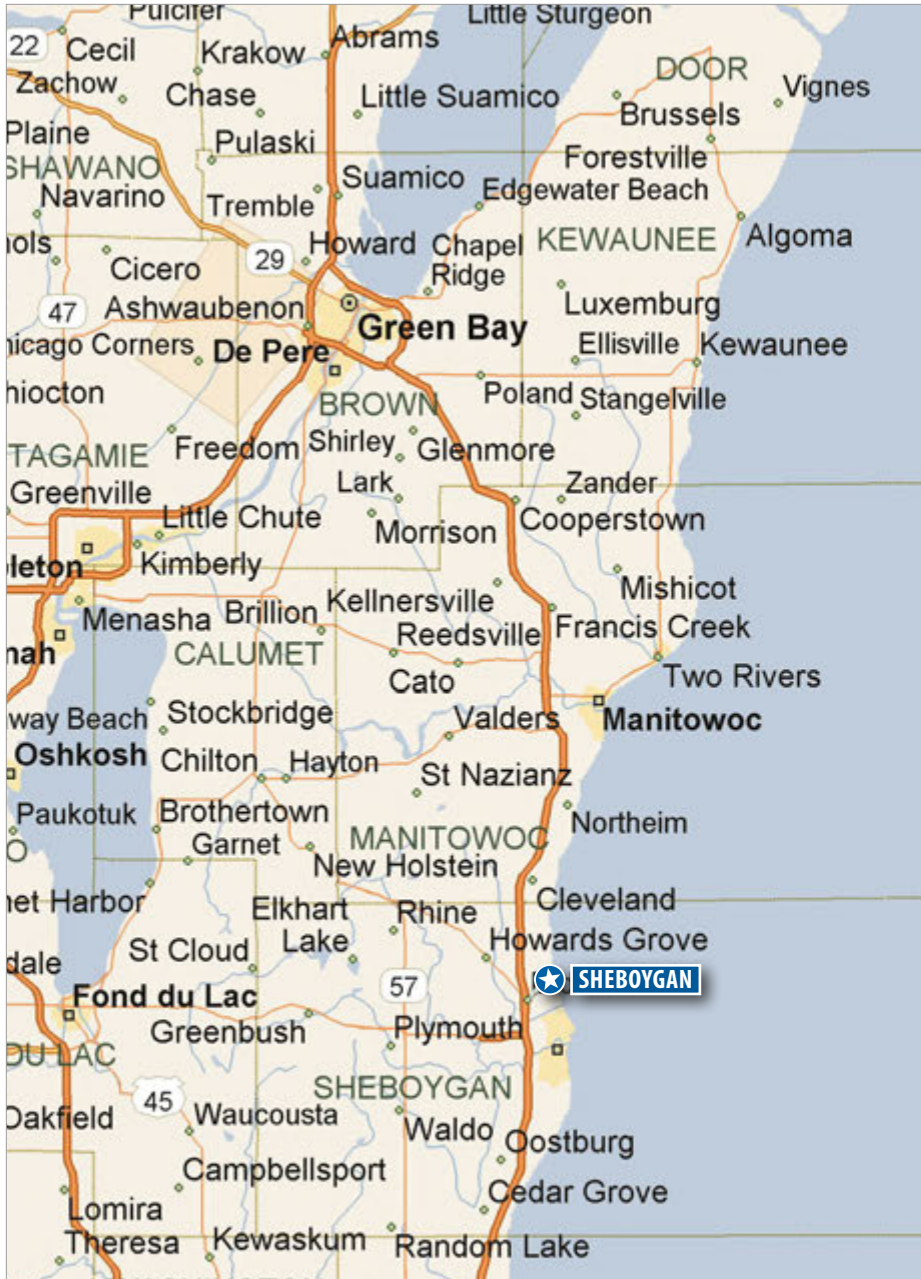 Pulcifer
Little Sturgeon
22
Cecil
Krakow
Abrams
DOOR
Zachow
Chase
Little Suamico
Vignes
Brussels
Plaine
Pulaski
Forestville
SHAWANO
Navarino
Tremble
Suamico
Edgewater Beach
nols
Cicero
29
Howard
Chapel
Ridge
KEWAUNEE
Algoma
47
Ashwaubenon
Green Bay
Luxemburg
hicago Corners
De Pere
Ellisville
Kewaunee
hiocton
BROWN
Poland
Stangelville
TAGAMIE
Freedom
Shirley
Glenmore
Greenville
Lark
Zander
Little Chute
Morrison
Cooperstown
leton
Kimberly
Mishicot
Menasha
Brillion
Kellnersville
nah
CALUMET
Reedsville
Francis Creek
Cato
Two Rivers
way Beach
Stockbridge
Valders
Manitowoc
Oshkosh
Chilton
Hayton
St Nazianz
Paukotuk
Brothertown
Northeim
O
Garnet
MANITOWOC
New Holstein
net Harbor
Elkhart
Lake
Rhine
Cleveland
dale
St Cloud
Howards Grove
57
SHEBOYGAN
Fond du Lac
Greenbush
Plymouth
DU LAC
SHEBOYGAN
45
Oakfield
Waucousta
Waldo
Oostburg
Campbellsport
Cedar Grove
Lomira
Theresa
Kewaskum
Random Lake